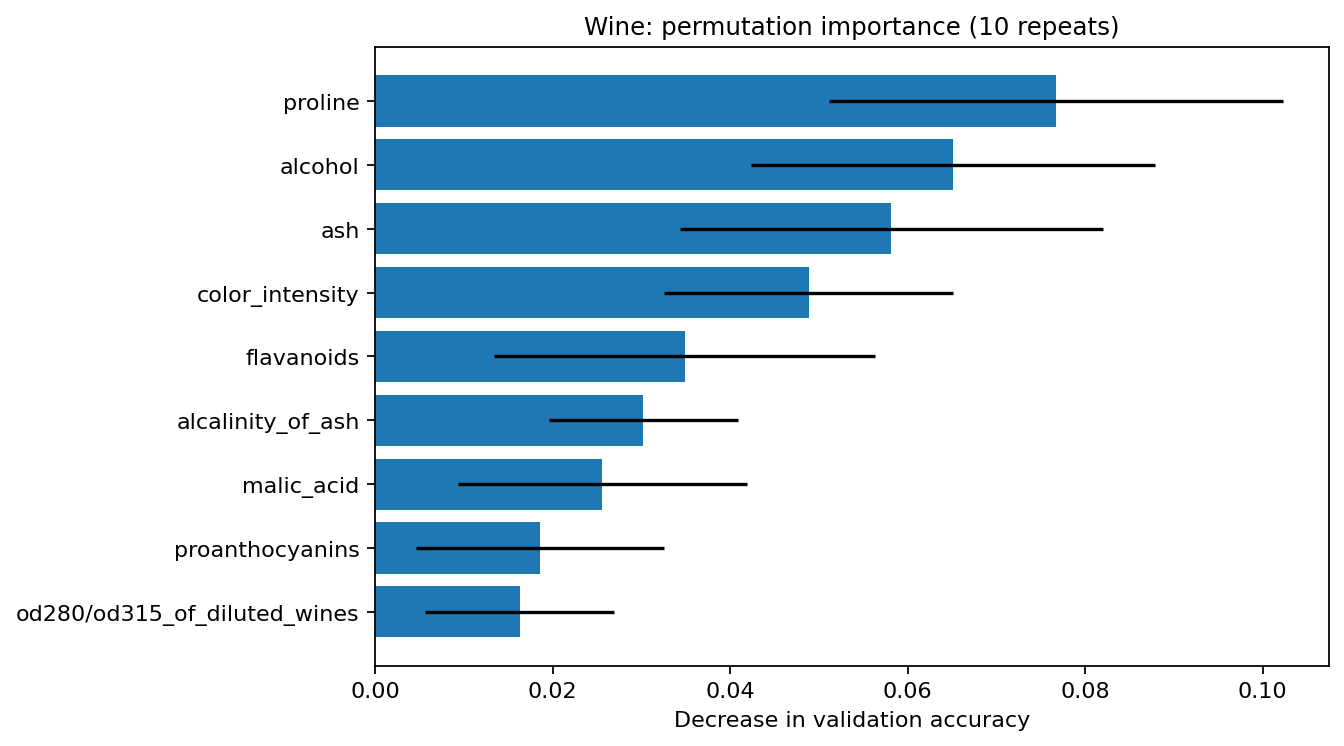 Wine: permutation importance (10 repeats)
proline
alcohol
ash
color_intensity
flavanoids
alcalinity_of_ash
malic_acid
proanthocyanins
od280/od315_of_diluted_wines
0.00 0.02 0.04 0.06 0.08 0.10
Decrease in validation accuracy